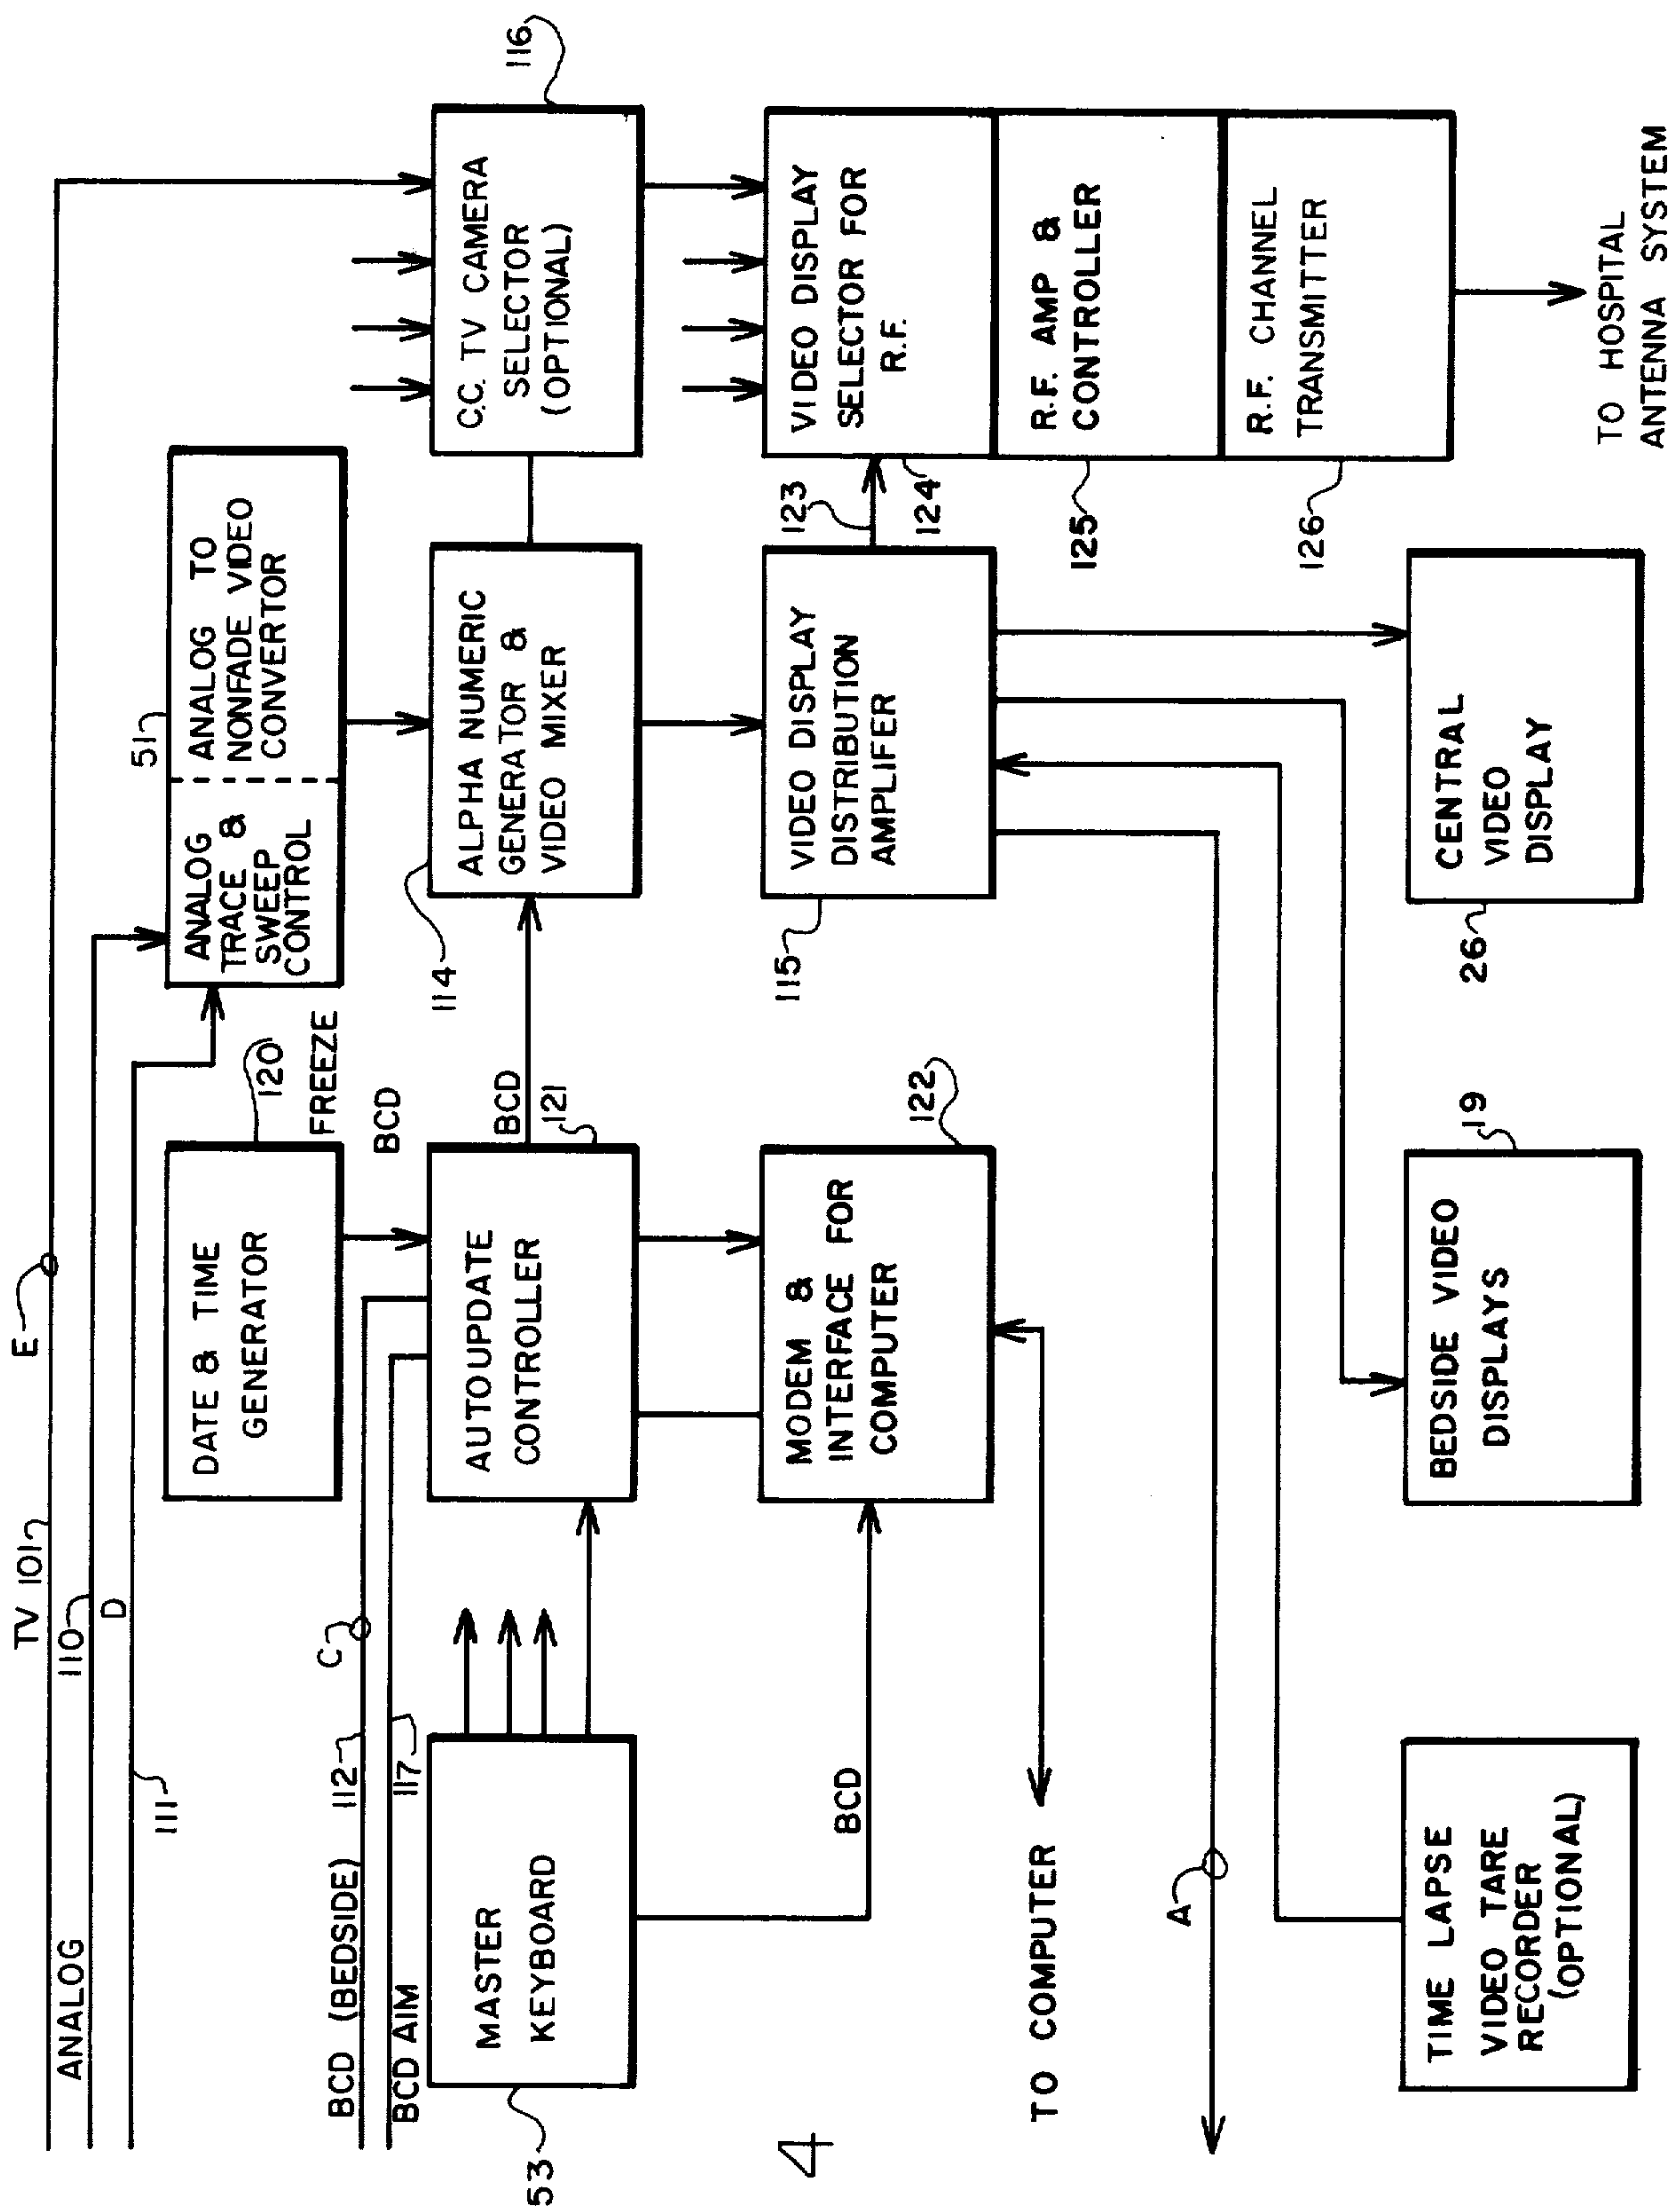 TV 101
E
ANALOG
110
D
111
51
ANALOG
TRACE &
SWEEP
CONTROL
ANALOG TO
NONFADE VIDEO
CONVERTOR
DATE & TIME
GENERATOR
120
FREEZE
BCD
BCD (BEDSIDE)
112
C
BCD AIM
117
MASTER
KEYBOARD
53
AUTOUPDATE
CONTROLLER
BCD
121
114
ALPHA NUMERIC
GENERATOR &
VIDEO MIXER
C.C. TV CAMERA
SELECTOR
(OPTIONAL)
116
BCD
MODEM &
INTERFACE FOR
COMPUTER
122
115
VIDEO DISPLAY
DISTRIBUTION
AMPLIFER
123
124
VIDEO DISPLAY
SELECTOR FOR
R.F.
R.F. AMP &
CONTROLLER
125
R.F. CHANNEL
TRANSMITTER
126
4
TO COMPUTER
A
TIME LAPSE
VIDEO TARE
RECORDER
(OPTIONAL)
BEDSIDE VIDEO
DISPLAYS
19
26
CENTRAL
VIDEO
DISPLAY
TO HOSPITAL
ANTENNA SYSTEM